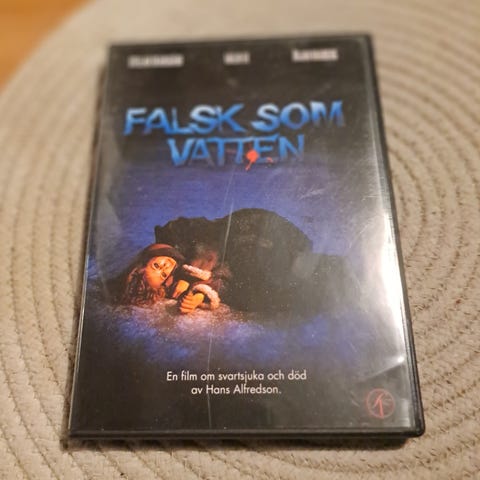 FALSK SOM
VATTEN
En film om svartsjuka och död
av Hans Alfredson.